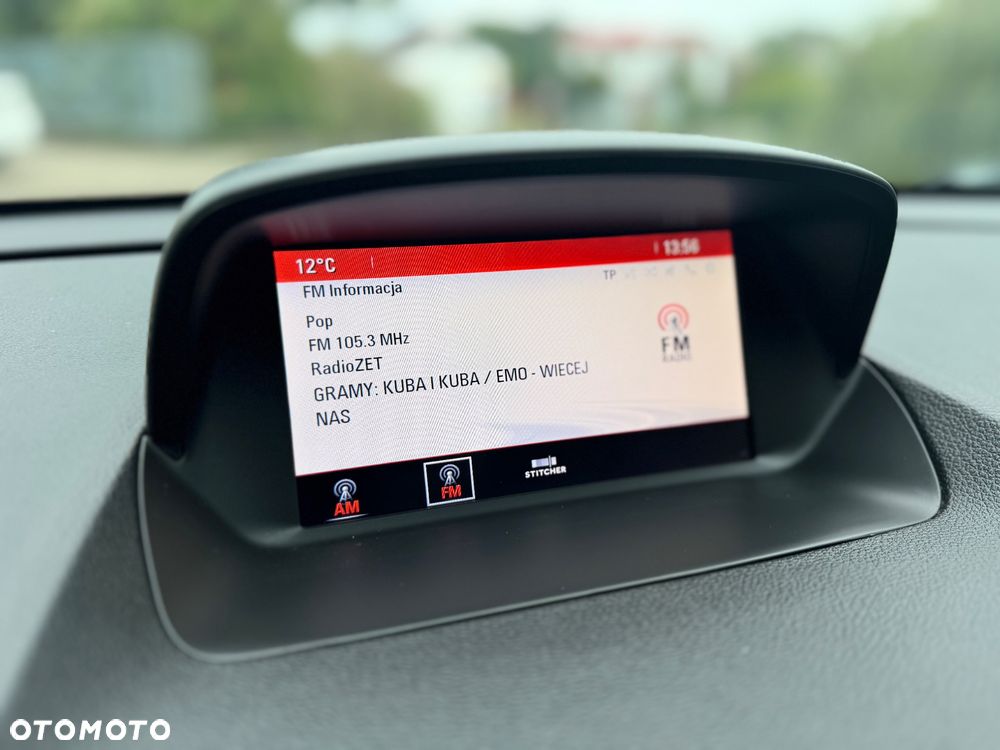 12°C
13:56
TP
FM Informacja
Pop
FM 105.3 MHz
RadioZET
GRAMY: KUBA I KUBA / EMO - WIECEJ
NAS
FM
RADIO
AM
FM
STITCHER
OTOMOTO